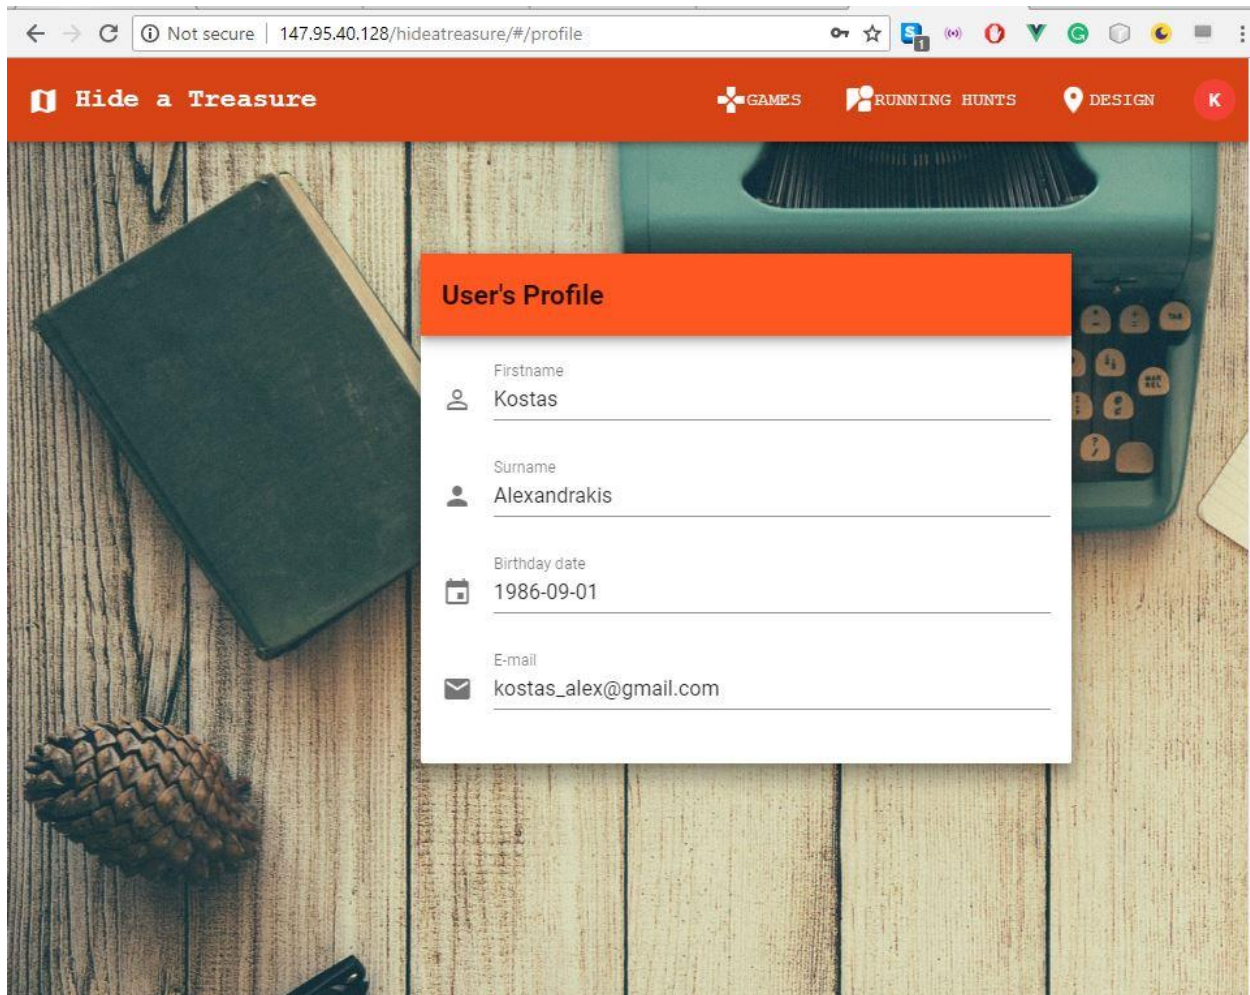 Not secure | 147.95.40.128/hideatreasure/#/profile
Hide a Treasure
GAMES
RUNNING HUNTS
DESIGN
K
User's Profile
Firstname
Kostas
Surname
Alexandrakis
Birthday date
1986-09-01
E-mail
kostas_alex@gmail.com